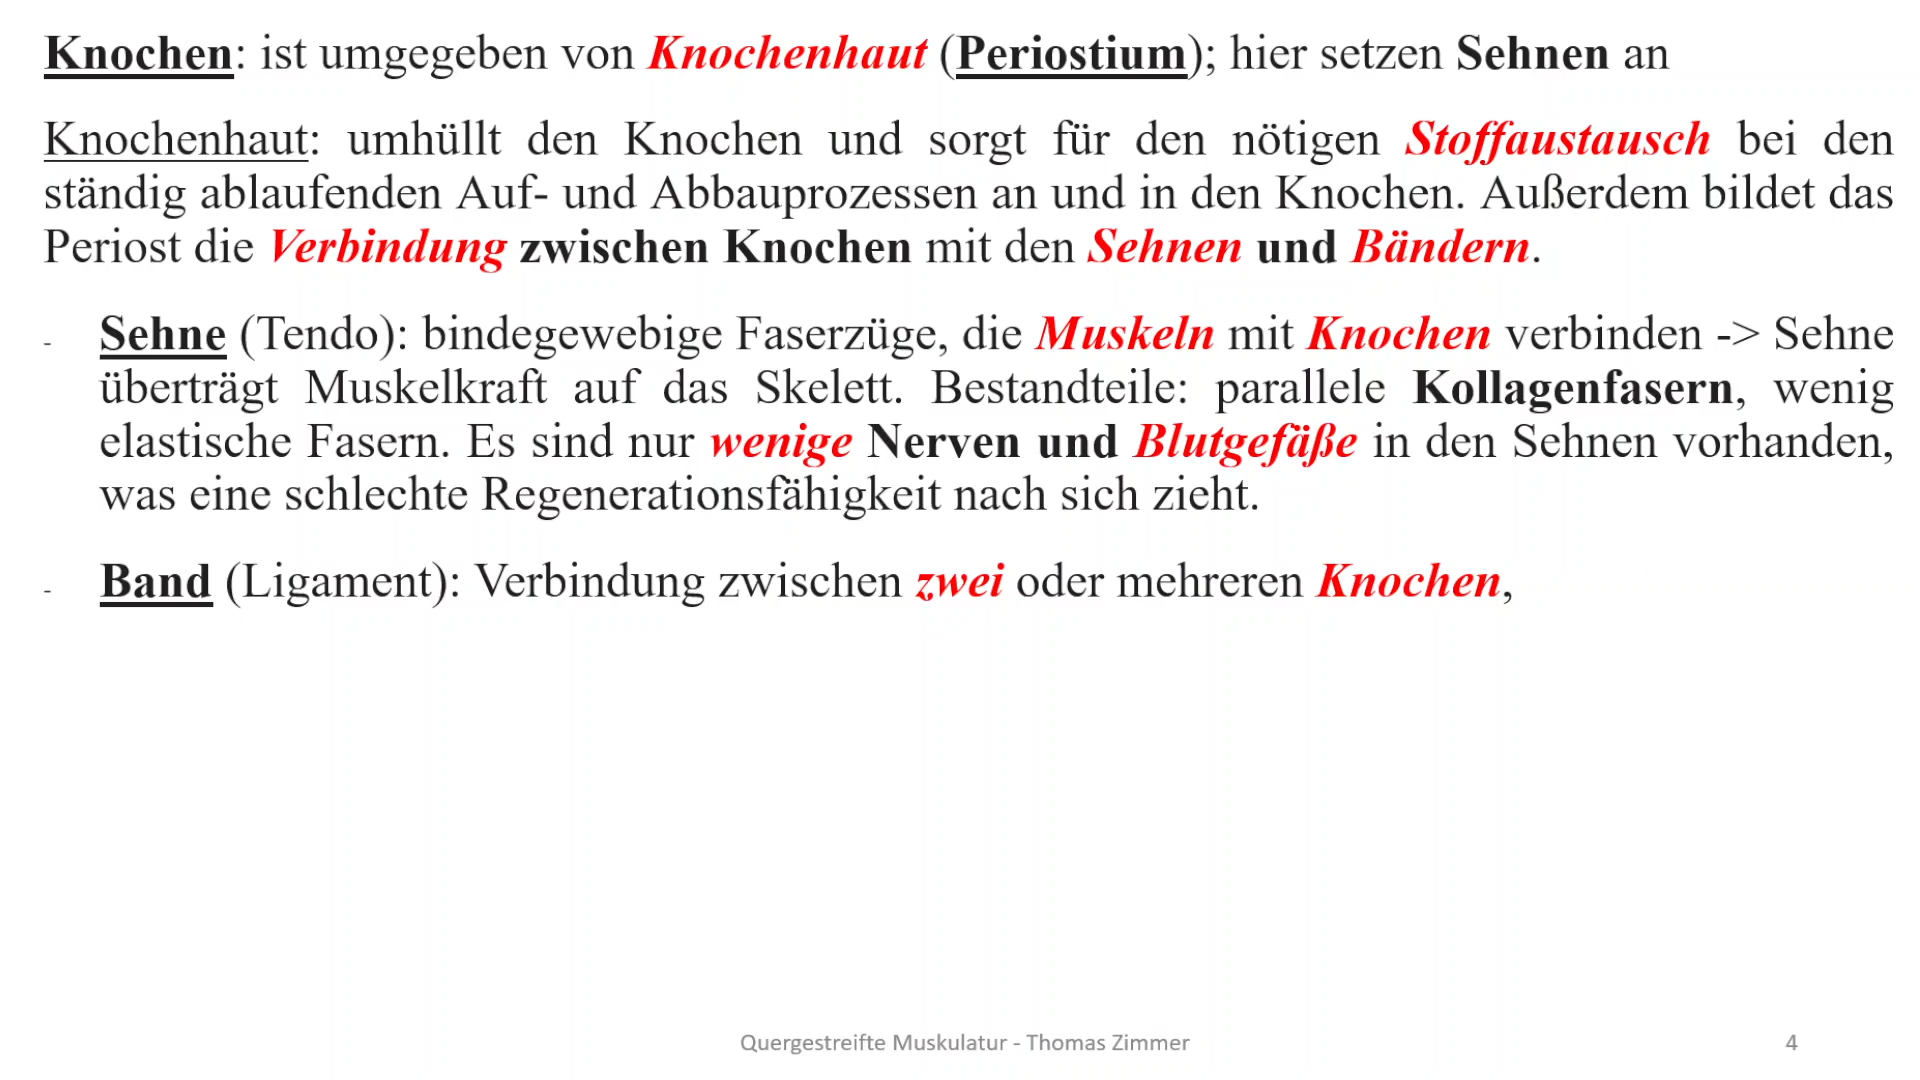 Knochen: ist umgegeben von Knochenhaut (Periostium); hier setzen Sehnen an
Knochenhaut: umhüllt den Knochen und sorgt für den nötigen Stoffaustausch bei den
ständig ablaufenden Auf- und Abbauprozessen an und in den Knochen. Außerdem bildet das
Periost die Verbindung zwischen Knochen mit den Sehnen und Bändern.
- Sehne (Tendo): bindegewebige Faserzüge, die Muskeln mit Knochen verbinden -> Sehne
überträgt Muskelkraft auf das Skelett. Bestandteile: parallele Kollagenfasern, wenig
elastische Fasern. Es sind nur wenige Nerven und Blutgefäße in den Sehnen vorhanden,
was eine schlechte Regenerationsfähigkeit nach sich zieht.
- Band (Ligament): Verbindung zwischen zwei oder mehreren Knochen,
Quergestreifte Muskulatur - Thomas Zimmer
4